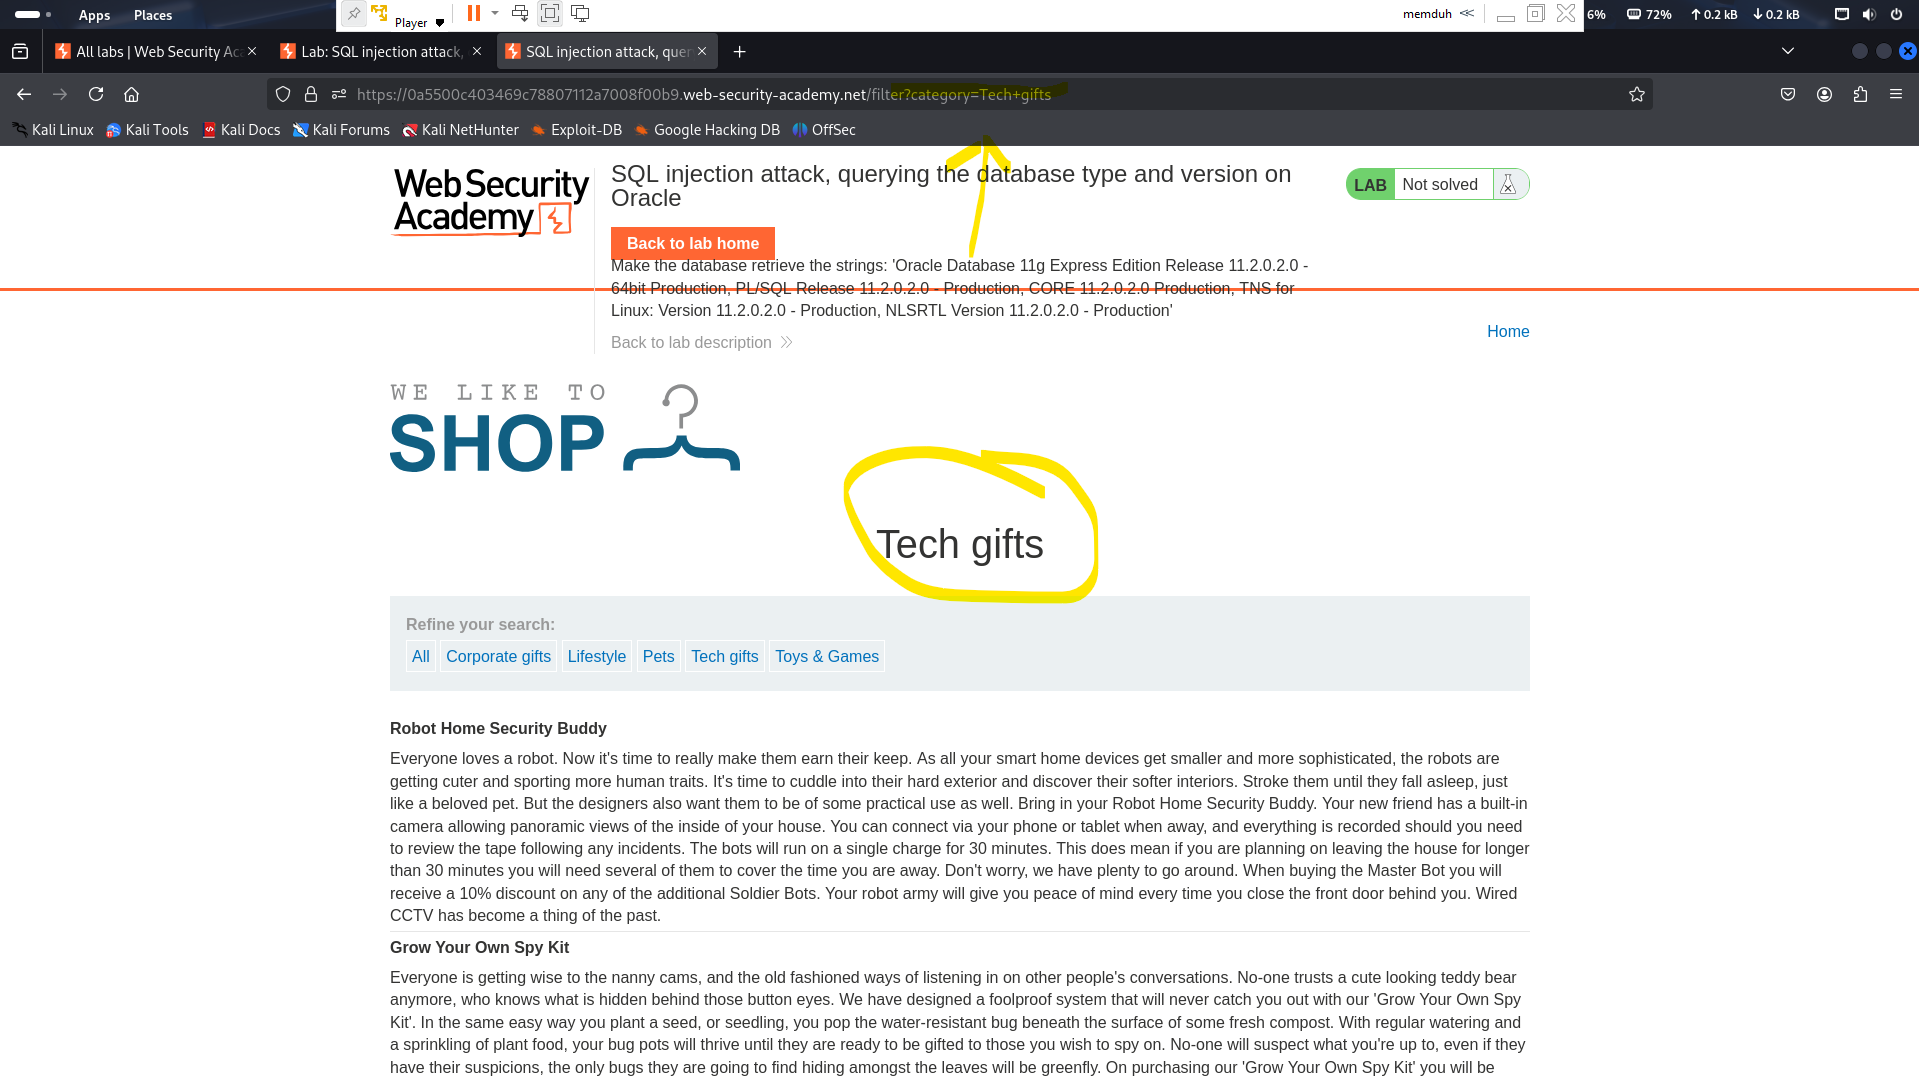 Apps Places
Player
memduh
6% 72% 0.2 kB 0.2 kB
All labs | Web Security Ac
Lab: SQL injection attack,
SQL injection attack, quer
https://0a5500c403469c78807112a7008f00b9.web-security-academy.net/filter?category=Tech+gifts
Kali Linux Kali Tools Kali Docs Kali Forums Kali NetHunter Exploit-DB Google Hacking DB OffSec
Web Security
Academy
SQL injection attack, querying the database type and version on
Oracle
LAB Not solved
Back to lab home
Make the database retrieve the strings: 'Oracle Database 11g Express Edition Release 11.2.0.2.0 -
64bit Production, PL/SQL Release 11.2.0.2.0 - Production, CORE 11.2.0.2.0 Production, TNS for
Linux: Version 11.2.0.2.0 - Production, NLSRTL Version 11.2.0.2.0 - Production'
Back to lab description
Home
WE LIKE TO
SHOP
Tech gifts
Refine your search:
All Corporate gifts Lifestyle Pets Tech gifts Toys & Games
Robot Home Security Buddy
Everyone loves a robot. Now it's time to really make them earn their keep. As all your smart home devices get smaller and more sophisticated, the robots are
getting cuter and sporting more human traits. It's time to cuddle into their hard exterior and discover their softer interiors. Stroke them until they fall asleep, just
like a beloved pet. But the designers also want them to be of some practical use as well. Bring in your Robot Home Security Buddy. Your new friend has a built-in
camera allowing panoramic views of the inside of your house. You can connect via your phone or tablet when away, and everything is recorded should you need
to review the tape following any incidents. The bots will run on a single charge for 30 minutes. This does mean if you are planning on leaving the house for longer
than 30 minutes you will need several of them to cover the time you are away. Don't worry, we have plenty to go around. When buying the Master Bot you will
receive a 10% discount on any of the additional Soldier Bots. Your robot army will give you peace of mind every time you close the front door behind you. Wired
CCTV has become a thing of the past.
Grow Your Own Spy Kit
Everyone is getting wise to the nanny cams, and the old fashioned ways of listening in on other people's conversations. No-one trusts a cute looking teddy bear
anymore, who knows what is hidden behind those button eyes. We have designed a foolproof system that will never catch you out with our 'Grow Your Own Spy
Kit'. In the same easy way you plant a seed, or seedling, you pop the water-resistant bug beneath the surface of some fresh compost. With regular watering and
a sprinkling of plant food, your bug pots will thrive until they are ready to be gifted to those you wish to spy on. No-one will suspect what you're up to, even if they
have their suspicions, the only bugs they are going to find hiding amongst the leaves will be greenfly. On purchasing our 'Grow Your Own Spy Kit' you will be